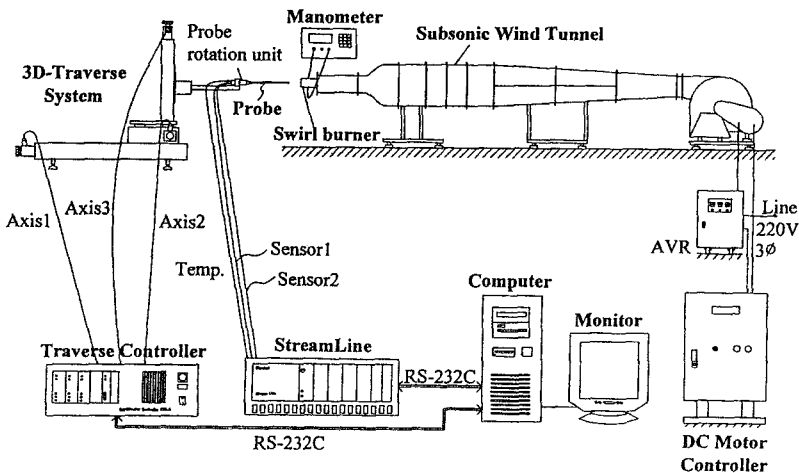 Manometer
Probe
rotation unit
Subsonic Wind Tunnel
3D-Traverse
System
Probe
Swirl burner
Axis1
Axis3
Axis2
Line
220V
3Ø
AVR
Temp.
Sensor1
Sensor2
Computer
Monitor
Traverse Controller
StreamLine
RS-232C
RS-232C
DC Motor
Controller